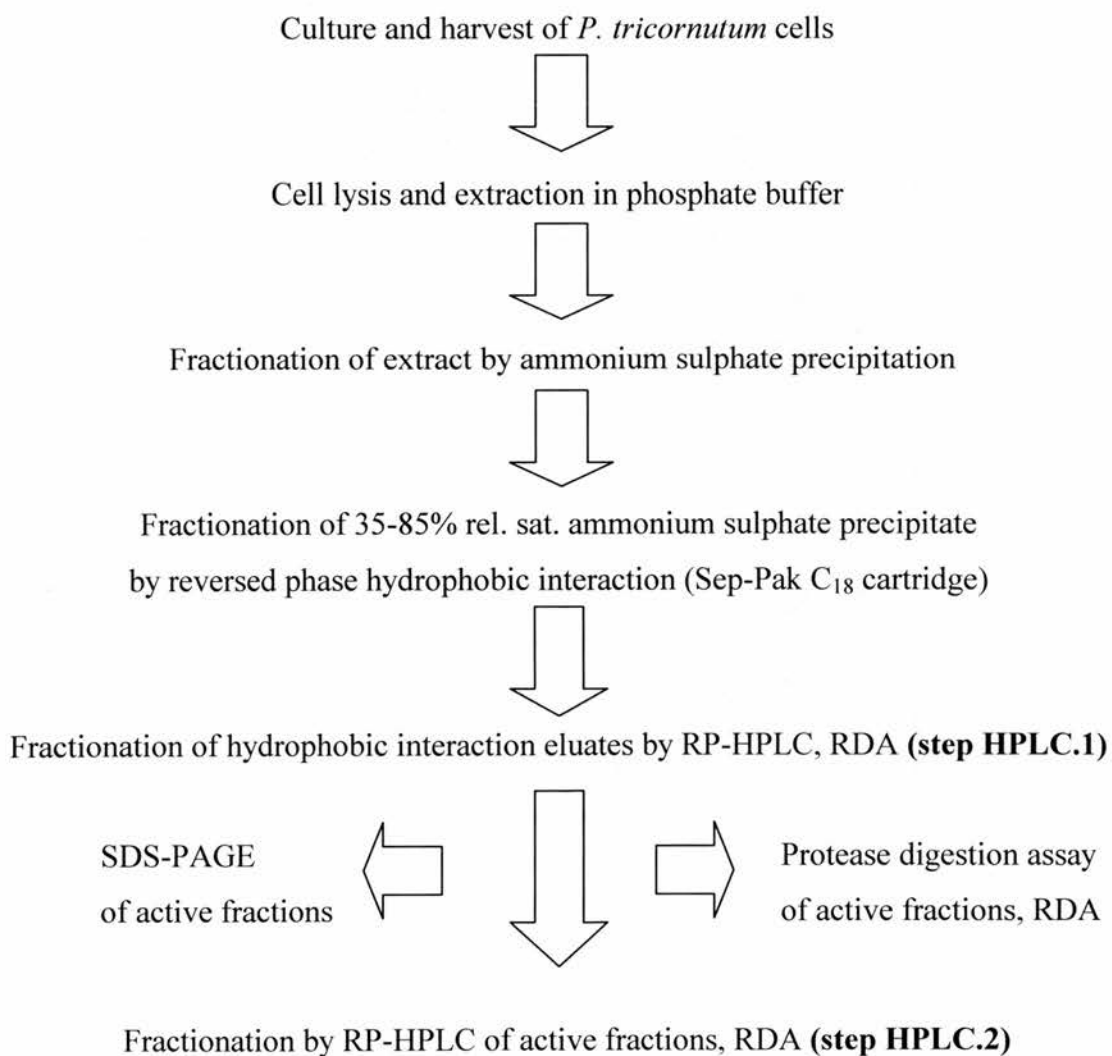 Culture and harvest of P. tricornutum cells
Cell lysis and extraction in phosphate buffer
Fractionation of extract by ammonium sulphate precipitation
Fractionation of 35-85% rel. sat. ammonium sulphate precipitate
by reversed phase hydrophobic interaction (Sep-Pak C₁₈ cartridge)
Fractionation of hydrophobic interaction eluates by RP-HPLC, RDA (step HPLC.1)
SDS-PAGE
of active fractions
Protease digestion assay
of active fractions, RDA
Fractionation by RP-HPLC of active fractions, RDA (step HPLC.2)